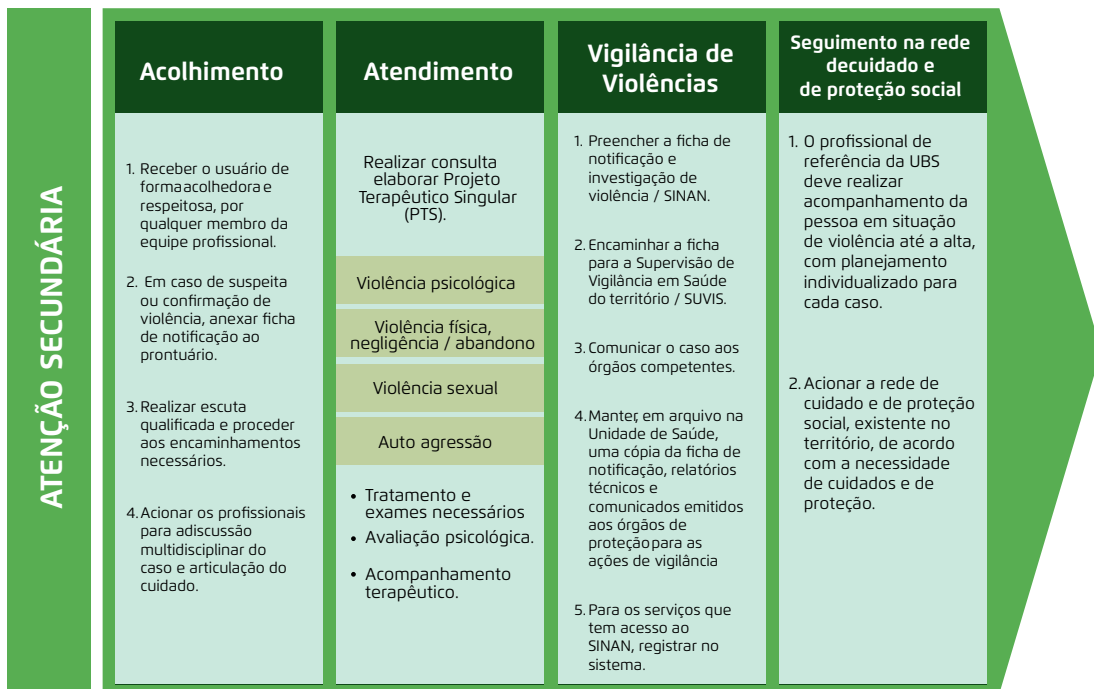 ATENÇÃO SECUNDÁRIA
Acolhimento
1. Receber o usuário de
forma acolhedora e
respeitosa, por
qualquer membro da
equipe profissional.
2. Em caso de suspeita
ou confirmação de
violência, anexar ficha
de notificação ao
prontuário.
3. Realizar escuta
qualificada e proceder
aos encaminhamentos
necessários.
4. Acionar os profissionais
para adiscussão
multidisciplinar do
caso e articulação do
cuidado.
Atendimento
Realizar consulta
elaborar Projeto
Terapêutico Singular
(PTS).
Violência psicológica
Violência física,
negligência / abandono
Violência sexual
Auto agressão
• Tratamento e
exames necessários
• Avaliação psicológica.
• Acompanhamento
terapêutico.
Vigilância de
Violências
1. Preencher a ficha de
notificação e
investigação de
violência / SINAN.
2. Encaminhar a ficha
para a Supervisão de
Vigilância em Saúde
do território / SUVIS.
3. Comunicar o caso aos
órgãos competentes.
4. Manter, em arquivo na
Unidade de Saúde,
uma cópia da ficha de
notificação, relatórios
técnicos e
comunicados emitidos
aos órgãos de
proteção para as
ações de vigilância
5. Para os serviços que
tem acesso ao
SINAN, registrar no
sistema.
Seguimento na rede
decuidado e
de proteção social
1. O profissional de
referência da UBS
deve realizar
acompanhamento da
pessoa em situação
de violência até a alta,
com planejamento
individualizado para
cada caso.
2. Acionar a rede de
cuidado e de proteção
social, existente no
território, de acordo
com a necessidade
de cuidados e de
proteção.